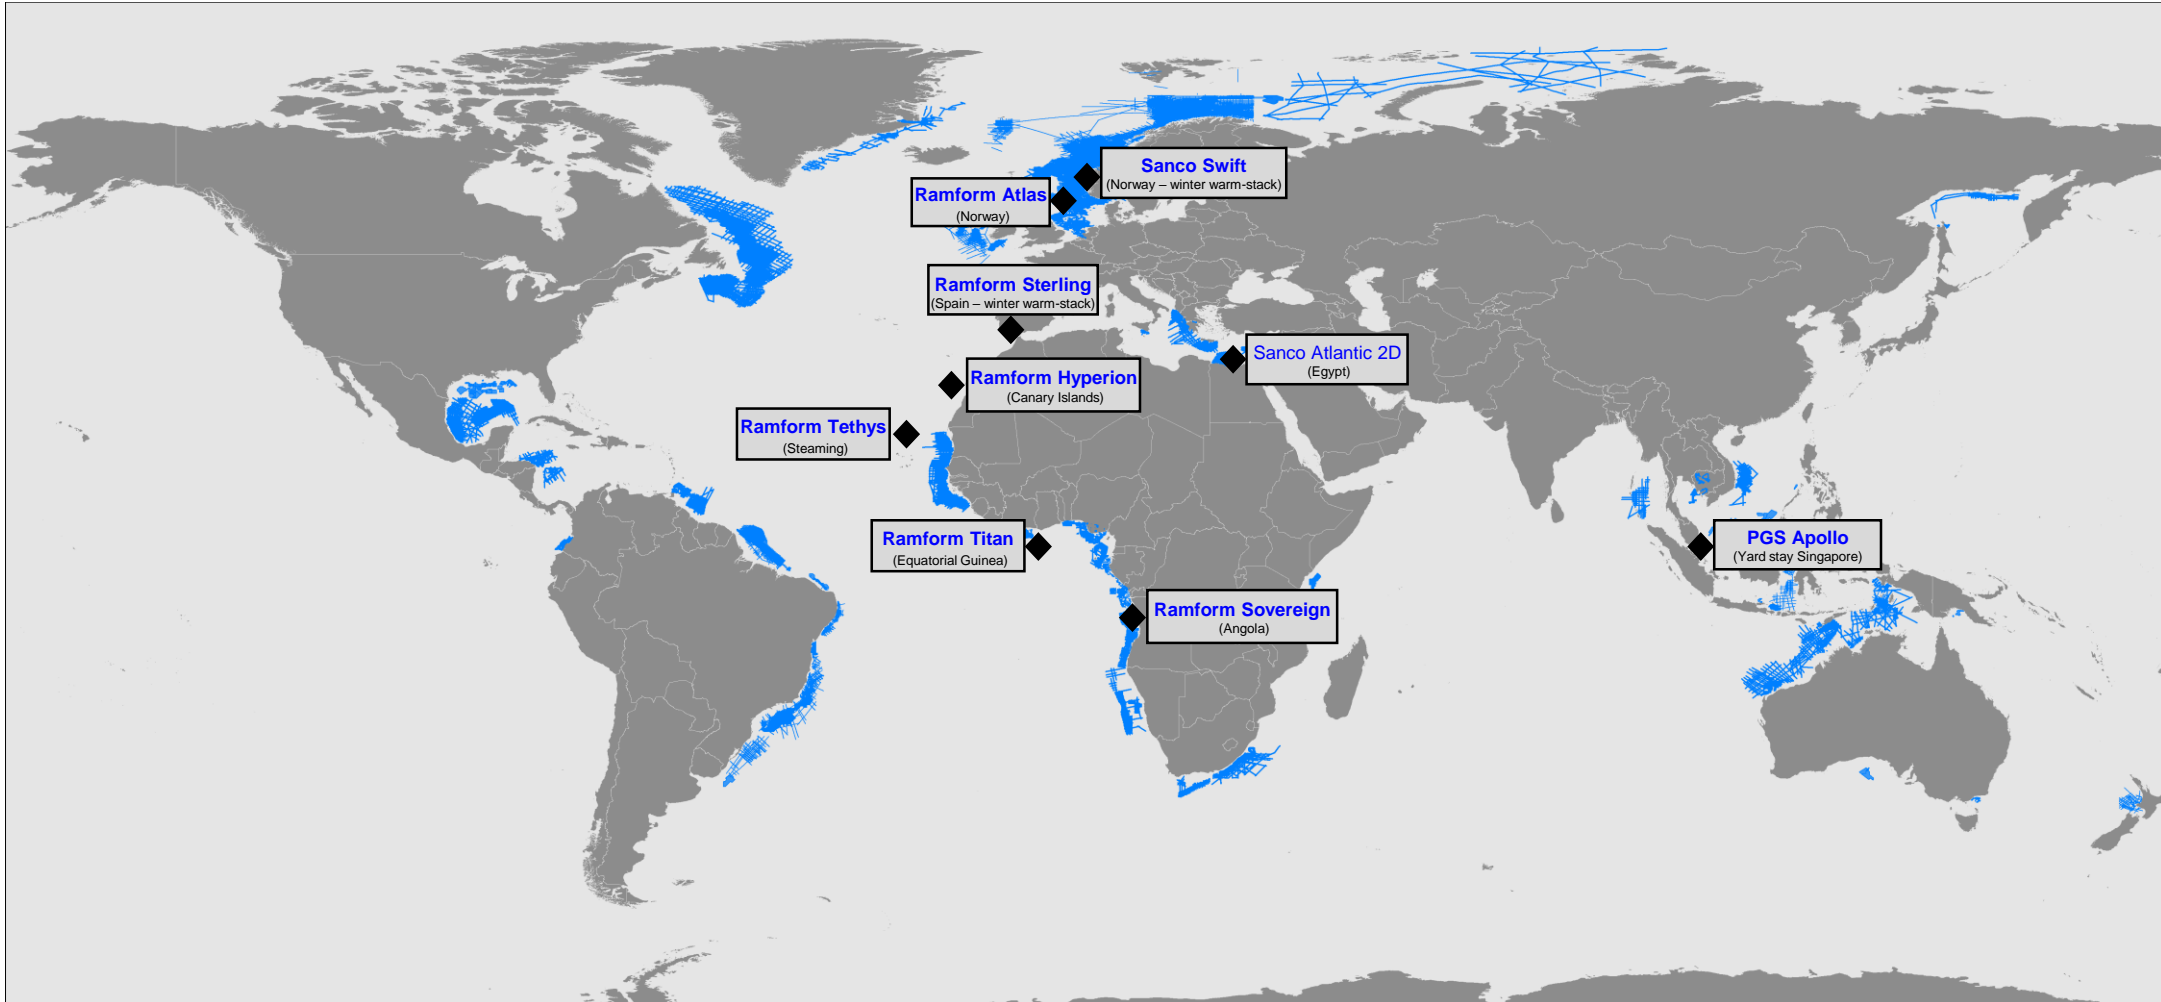 Sanco Swift
(Norway – winter warm-stack)
Ramform Atlas
(Norway)
Ramform Sterling
(Spain – winter warm-stack)
Sanco Atlantic 2D
(Egypt)
Ramform Hyperion
(Canary Islands)
Ramform Tethys
(Steaming)
Ramform Titan
(Equatorial Guinea)
PGS Apollo
(Yard stay Singapore)
Ramform Sovereign
(Angola)